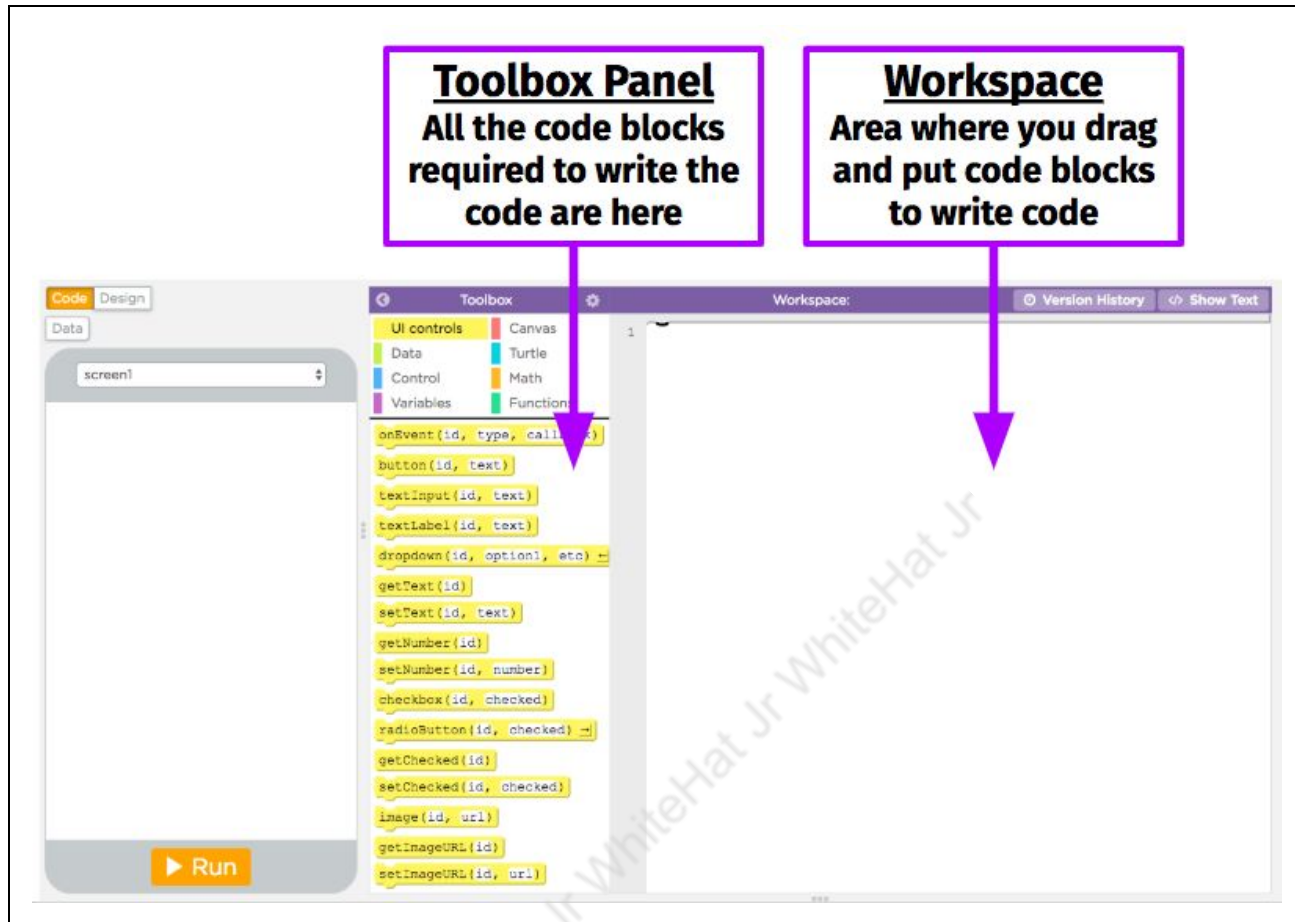 Toolbox Panel
All the code blocks
required to write the
code are here
Workspace
Area where you drag
and put code blocks
to write code
Code Design
Data
screen1
Run
Toolbox
UI controls Canvas
Data Turtle
Control Math
Variables
onEvent(id, type,
button(id, text)
textInput(id, text)
textLabel(id, text)
dropdown(id, option1, etc)
getText(id)
setText(id, text)
getNumber(id)
setNumber(id, number)
checkbox(id, checked)
radioButton(id, checked)
getChecked(id)
setChecked(id, checked)
image(id, url)
getImageURL(id)
setImageURL(id, url)
Workspace: Version History </> Show Text
1
Jr WhiteHat Jr WhiteHat Jr